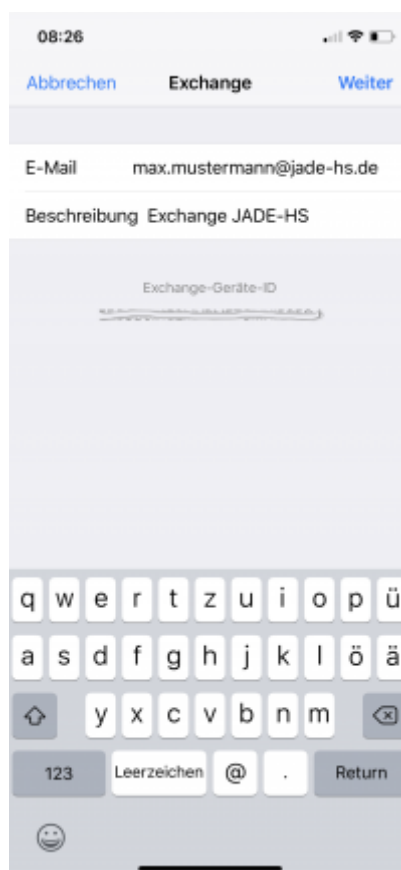 08:26
Abbrechen Exchange Weiter
E-Mail max.mustermann@jade-hs.de
Beschreibung Exchange JADE-HS
Exchange-Geräte-ID
q w e r t z u i o p ü
a s d f g h j k l ö ä
y x c v b n m
123 Leerzeichen @ . Return